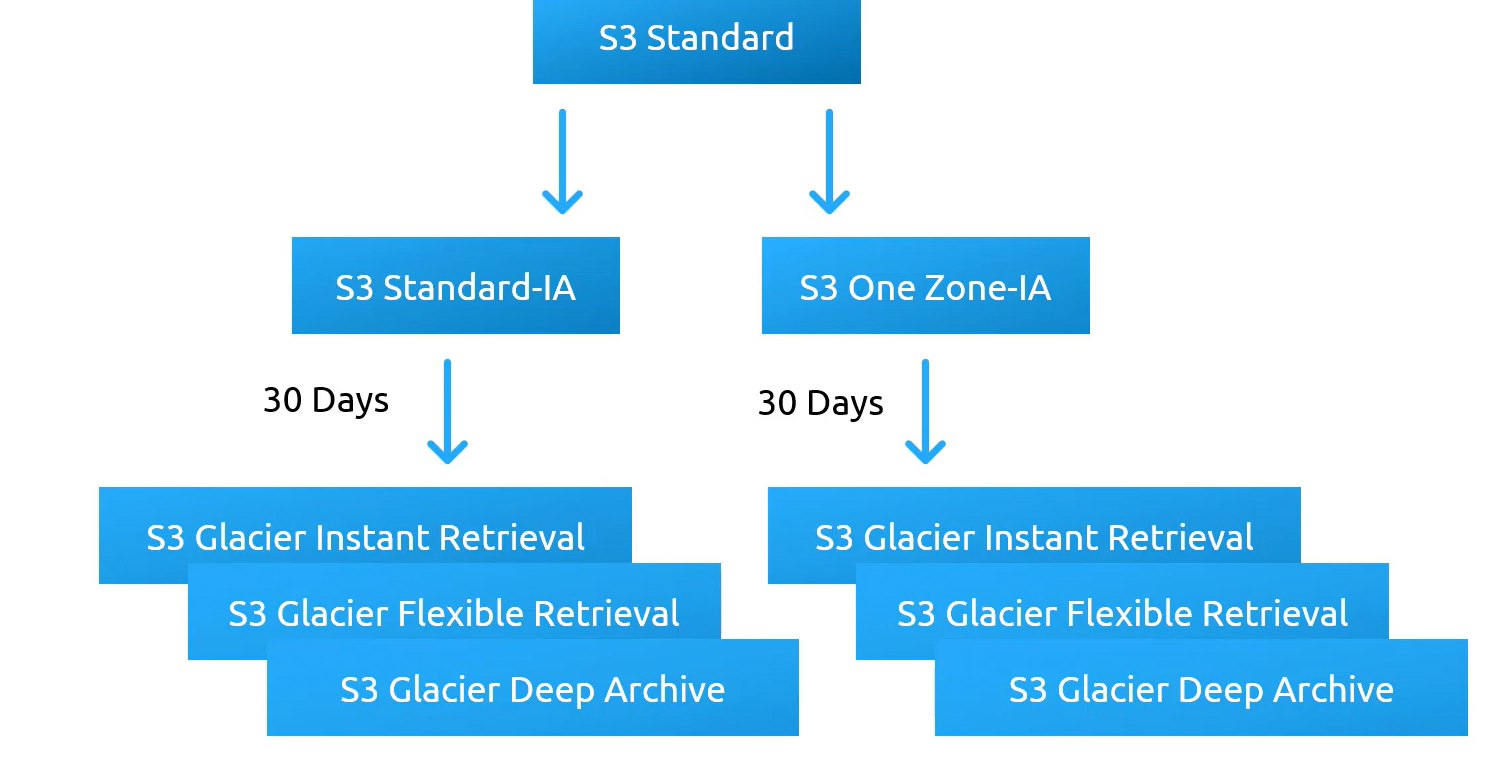 S3 Standard
S3 Standard-IA
S3 One Zone-IA
30 Days
30 Days
S3 Glacier Instant Retrieval
S3 Glacier Flexible Retrieval
S3 Glacier Deep Archive
S3 Glacier Instant Retrieval
S3 Glacier Flexible Retrieval
S3 Glacier Deep Archive